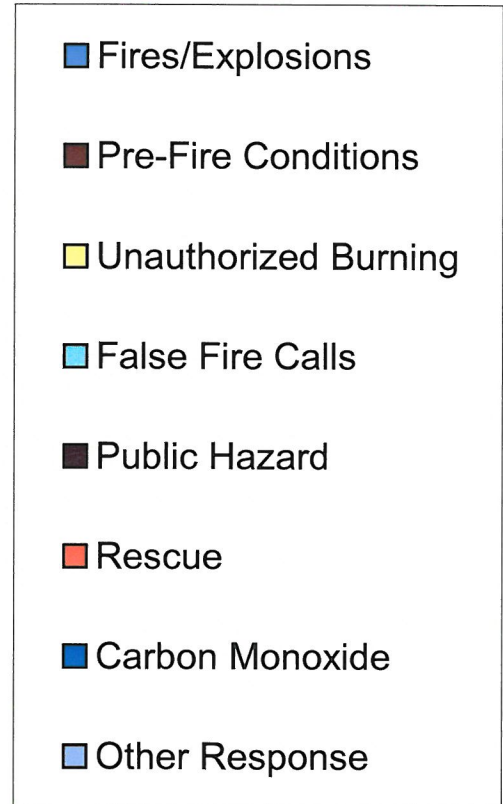 Fires/Explosions
Pre-Fire Conditions
Unauthorized Burning
False Fire Calls
Public Hazard
Rescue
Carbon Monoxide
Other Response